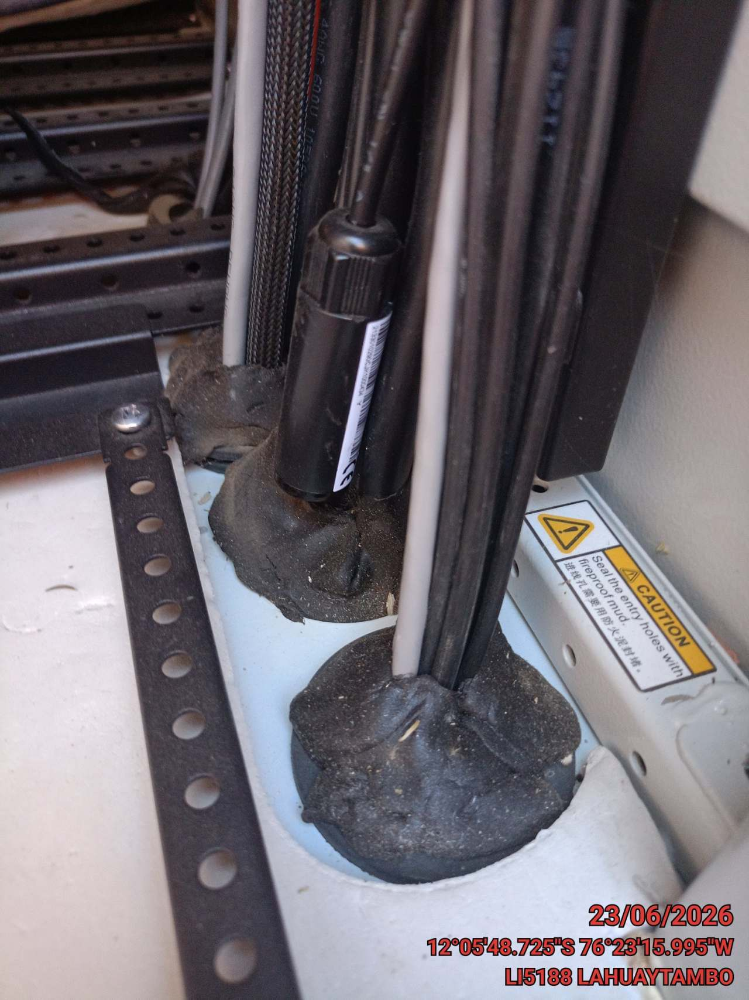 CE
CAUTION
Seal the entry holes with
fireproof mud.
进线孔需要用防火泥封堵。
23/06/2026
12°05'48.725"S 76°23'15.995"W
LI5188 LAHUAYTAMBO